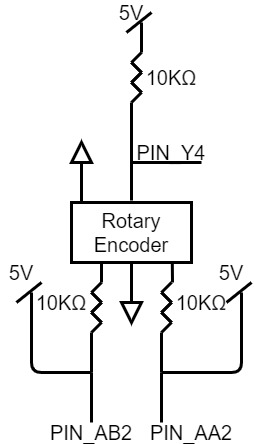 5V
10KΩ
PIN_Y4
Rotary
Encoder
5V
5V
10KΩ
10KΩ
PIN_AB2
PIN_AA2